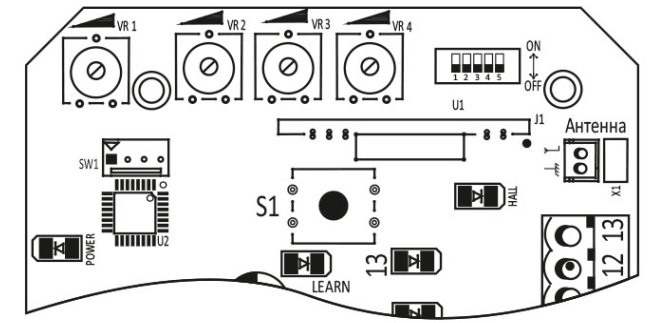 VR 1
VR 2
VR 3
VR 4
ON
1 2 3 4 5
OFF
U1
J1
Антенна
SW1
X1
S1
HALL
U2
POWER
13
12
13
LEARN